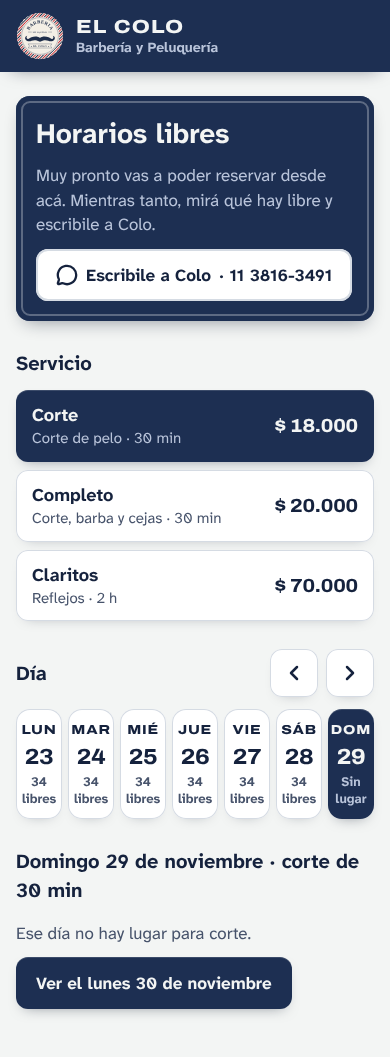 BARBERÍA
EL COLO
Barbería y Peluquería
Horarios libres
Muy pronto vas a poder reservar desde
acá. Mientras tanto, mirá qué hay libre y
escribile a Colo.
Escribile a Colo · 11 3816-3491
Servicio
Corte
Corte de pelo · 30 min
$ 18.000
Completo
Corte, barba y cejas · 30 min
$ 20.000
Claritos
Reflejos · 2 h
$ 70.000
Día
LUN MAR MIÉ JUE VIE SÁB DOM
23 24 25 26 27 28 29
34 34 34 34 34 34 Sin
libres libres libres libres libres libres lugar
Domingo 29 de noviembre · corte de
30 min
Ese día no hay lugar para corte.
Ver el lunes 30 de noviembre